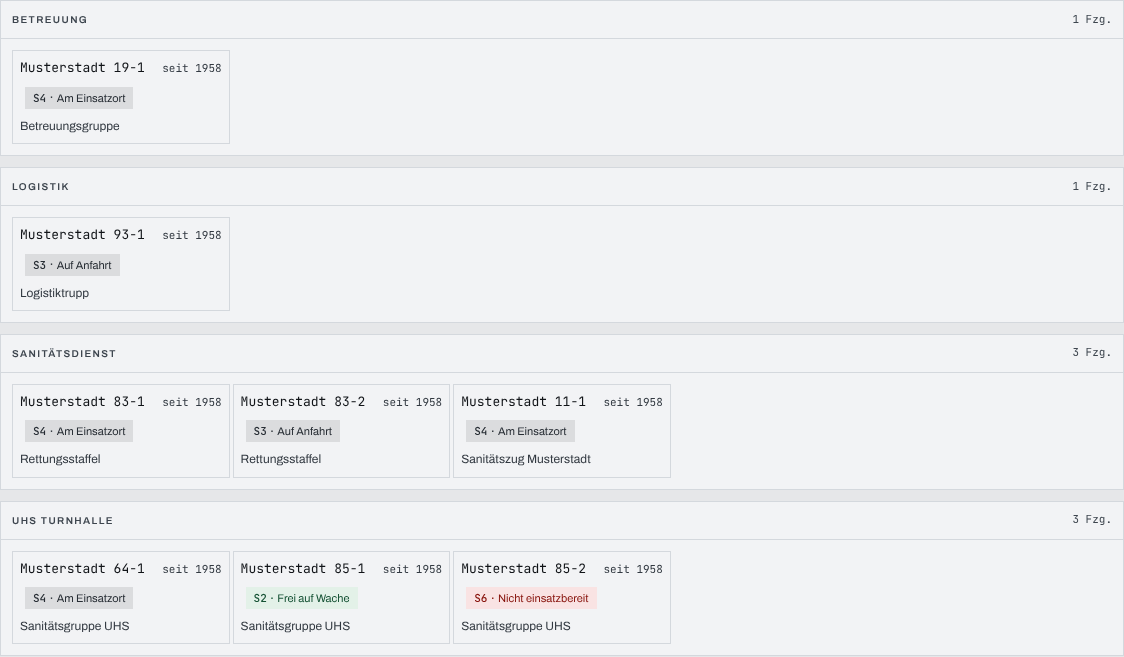 BETREUUNG 1 Fzg.
Musterstadt 19-1 seit 1958
S4 · Am Einsatzort
Betreuungsgruppe
LOGISTIK 1 Fzg.
Musterstadt 93-1 seit 1958
S3 · Auf Anfahrt
Logistiktrupp
SANITÄTSDIENST 3 Fzg.
Musterstadt 83-1 seit 1958
S4 · Am Einsatzort
Rettungsstaffel
Musterstadt 83-2 seit 1958
S3 · Auf Anfahrt
Rettungsstaffel
Musterstadt 11-1 seit 1958
S4 · Am Einsatzort
Sanitätszug Musterstadt
UHS TURNHALLE 3 Fzg.
Musterstadt 64-1 seit 1958
S4 · Am Einsatzort
Sanitätsgruppe UHS
Musterstadt 85-1 seit 1958
S2 · Frei auf Wache
Sanitätsgruppe UHS
Musterstadt 85-2 seit 1958
S6 · Nicht einsatzbereit
Sanitätsgruppe UHS